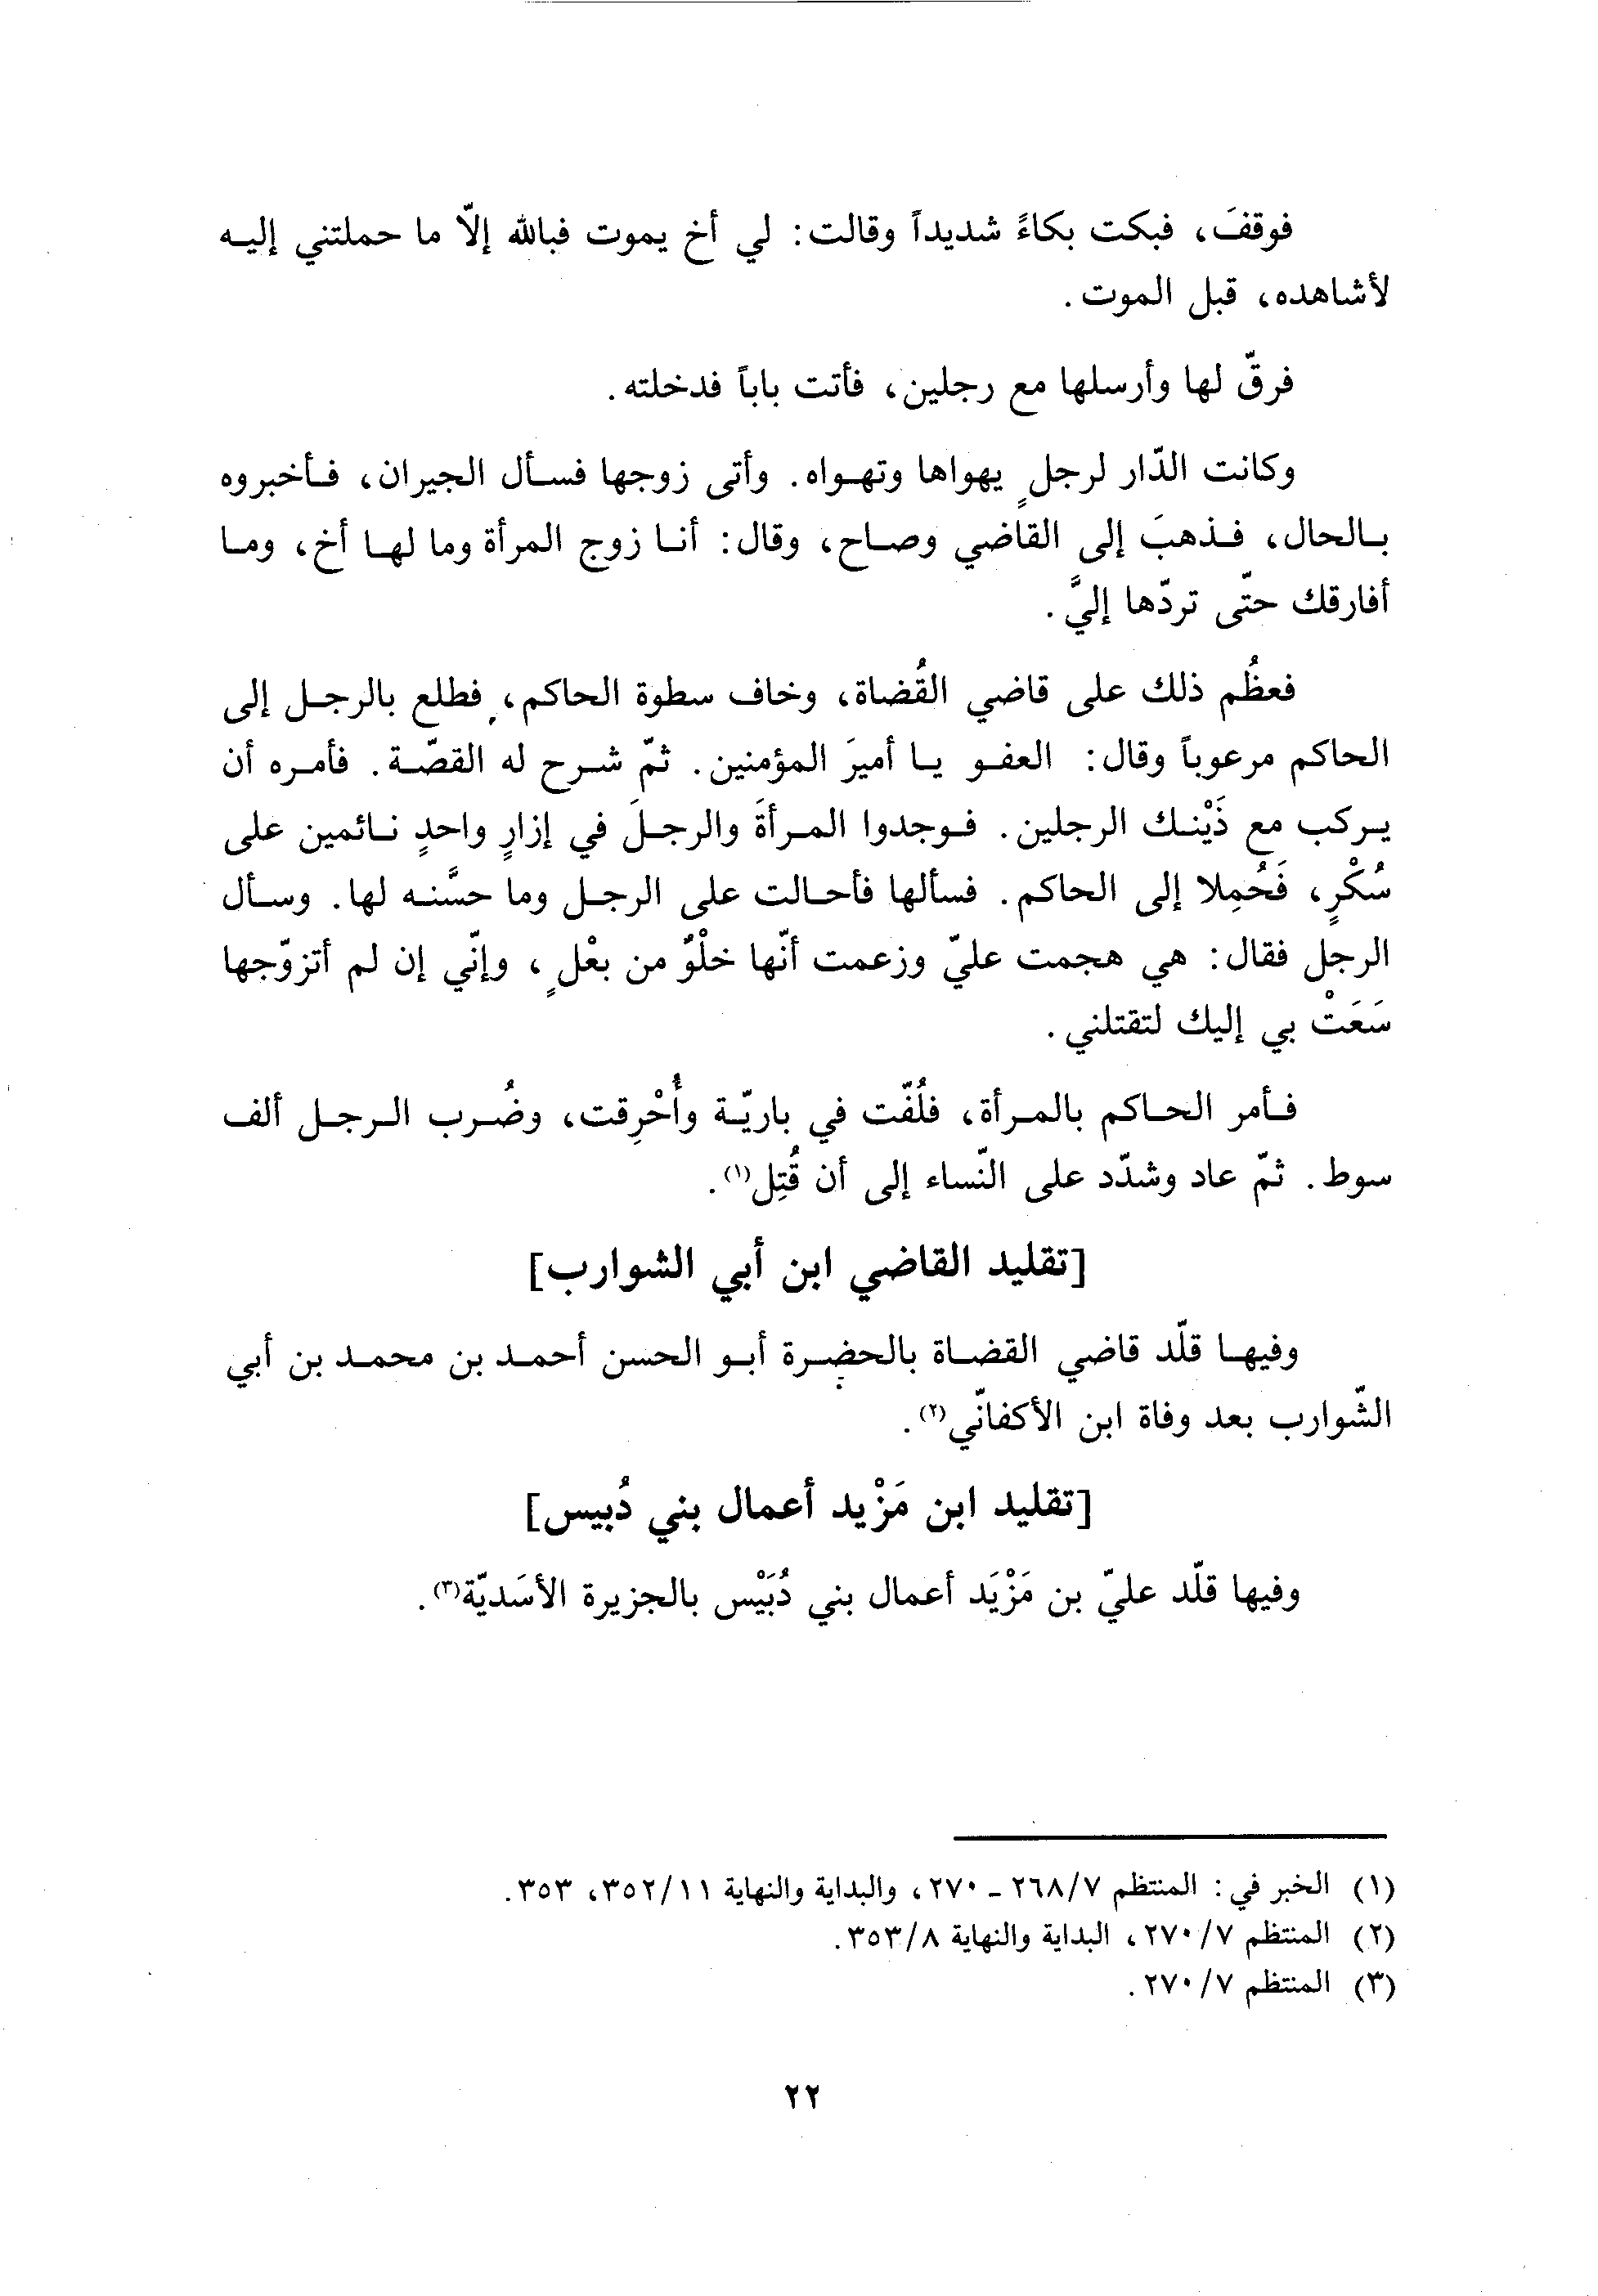 فوقفَ، فبكت بكاءً شديداً وقالت: لي أخ يموت فبالله إلّا ما حملتني إليه
لأشاهده، قبل الموت.
فرقّ لها وأرسلها مع رجلين، فأتت باباً فدخلته.
وكانت الدّار لرجلٍ يهواها وتهواه. وأتى زوجها فسأل الجيران، فأخبروه
بالحال، فذهبَ إلى القاضي وصاح، وقال: أنا زوج المرأة وما لها أخ، وما
أفارقك حتّى تردّها إليَّ.
فعظُم ذلك على قاضي القُضاة، وخاف سطوة الحاكم، فطلع بالرجل إلى
الحاكم مرعوباً وقال: العفو يا أميرَ المؤمنين. ثمّ شرح له القصّة. فأمره أن
يركب مع ذَيْنك الرجلين. فوجدوا المرأةَ والرجلَ في إزارٍ واحدٍ نائمين على
سُكْرٍ، فَحُمِلا إلى الحاكم. فسألها فأحالت على الرجل وما حسَّنه لها. وسأل
الرجل فقال: هي هجمت عليّ وزعمت أنّها خلْوٌ من بعْلٍ، وإنّي إن لم أتزوّجها
سَعَتْ بي إليك لتقتلني.
فأمر الحاكم بالمرأة، فلُفّت في باريّة وأُحْرِقت، وضُرب الرجل ألف
سوط. ثمّ عاد وشدّد على النّساء إلى أن قُتِل(١).
[تقليد القاضي ابن أبي الشوارب]
وفيها قلّد قاضي القضاة بالحضرة أبو الحسن أحمد بن محمد بن أبي
الشّوارب بعد وفاة ابن الأكفانّي(٢).
[تقليد ابن مَزْيد أعمال بني دُبيس]
وفيها قلّد عليّ بن مَزْيَد أعمال بني دُبَيْس بالجزيرة الأسَديّة(٣).
(١) الخبر في: المنتظم ٢٦٨/٧ ـ ٢٧٠، والبداية والنهاية ٣٥٢/١١، ٣٥٣.
(٢) المنتظم ٢٧٠/٧، البداية والنهاية ٣٥٣/٨.
(٣) المنتظم ٢٧٠/٧.
٢٢